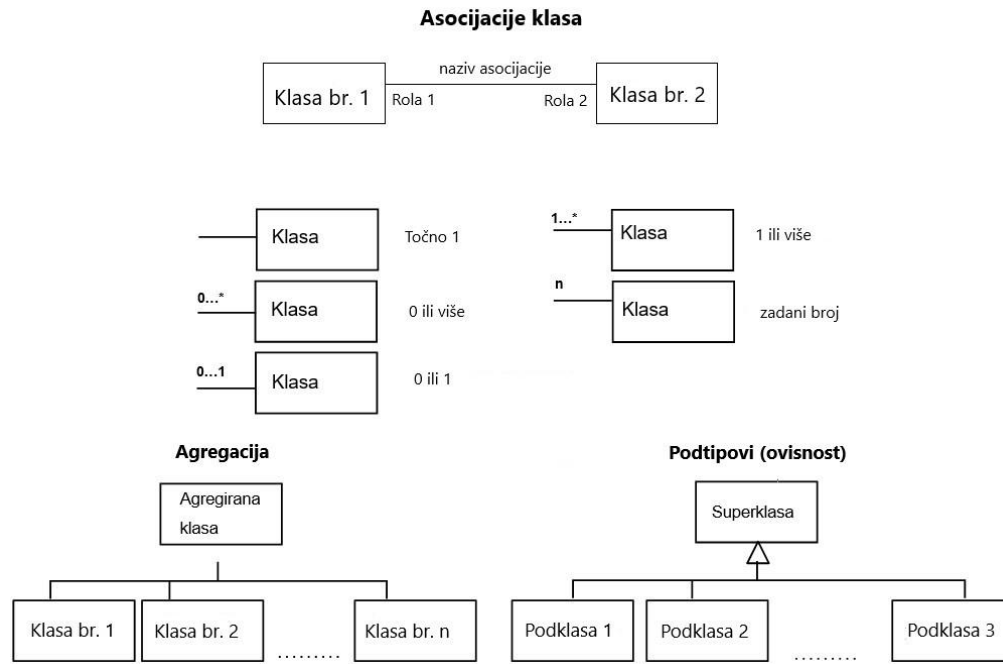 Asocijacije klasa
naziv asocijacije
Klasa br. 1
Rola 1
Rola 2
Klasa br. 2
Klasa
Točno 1
1...*
Klasa
1 ili više
0...*
Klasa
0 ili više
n
Klasa
zadani broj
0...1
Klasa
0 ili 1
Agregacija
Agregirana
klasa
Klasa br. 1
Klasa br. 2
.........
Klasa br. n
Podtipovi (ovisnost)
Superklasa
Podklasa 1
Podklasa 2
.........
Podklasa 3